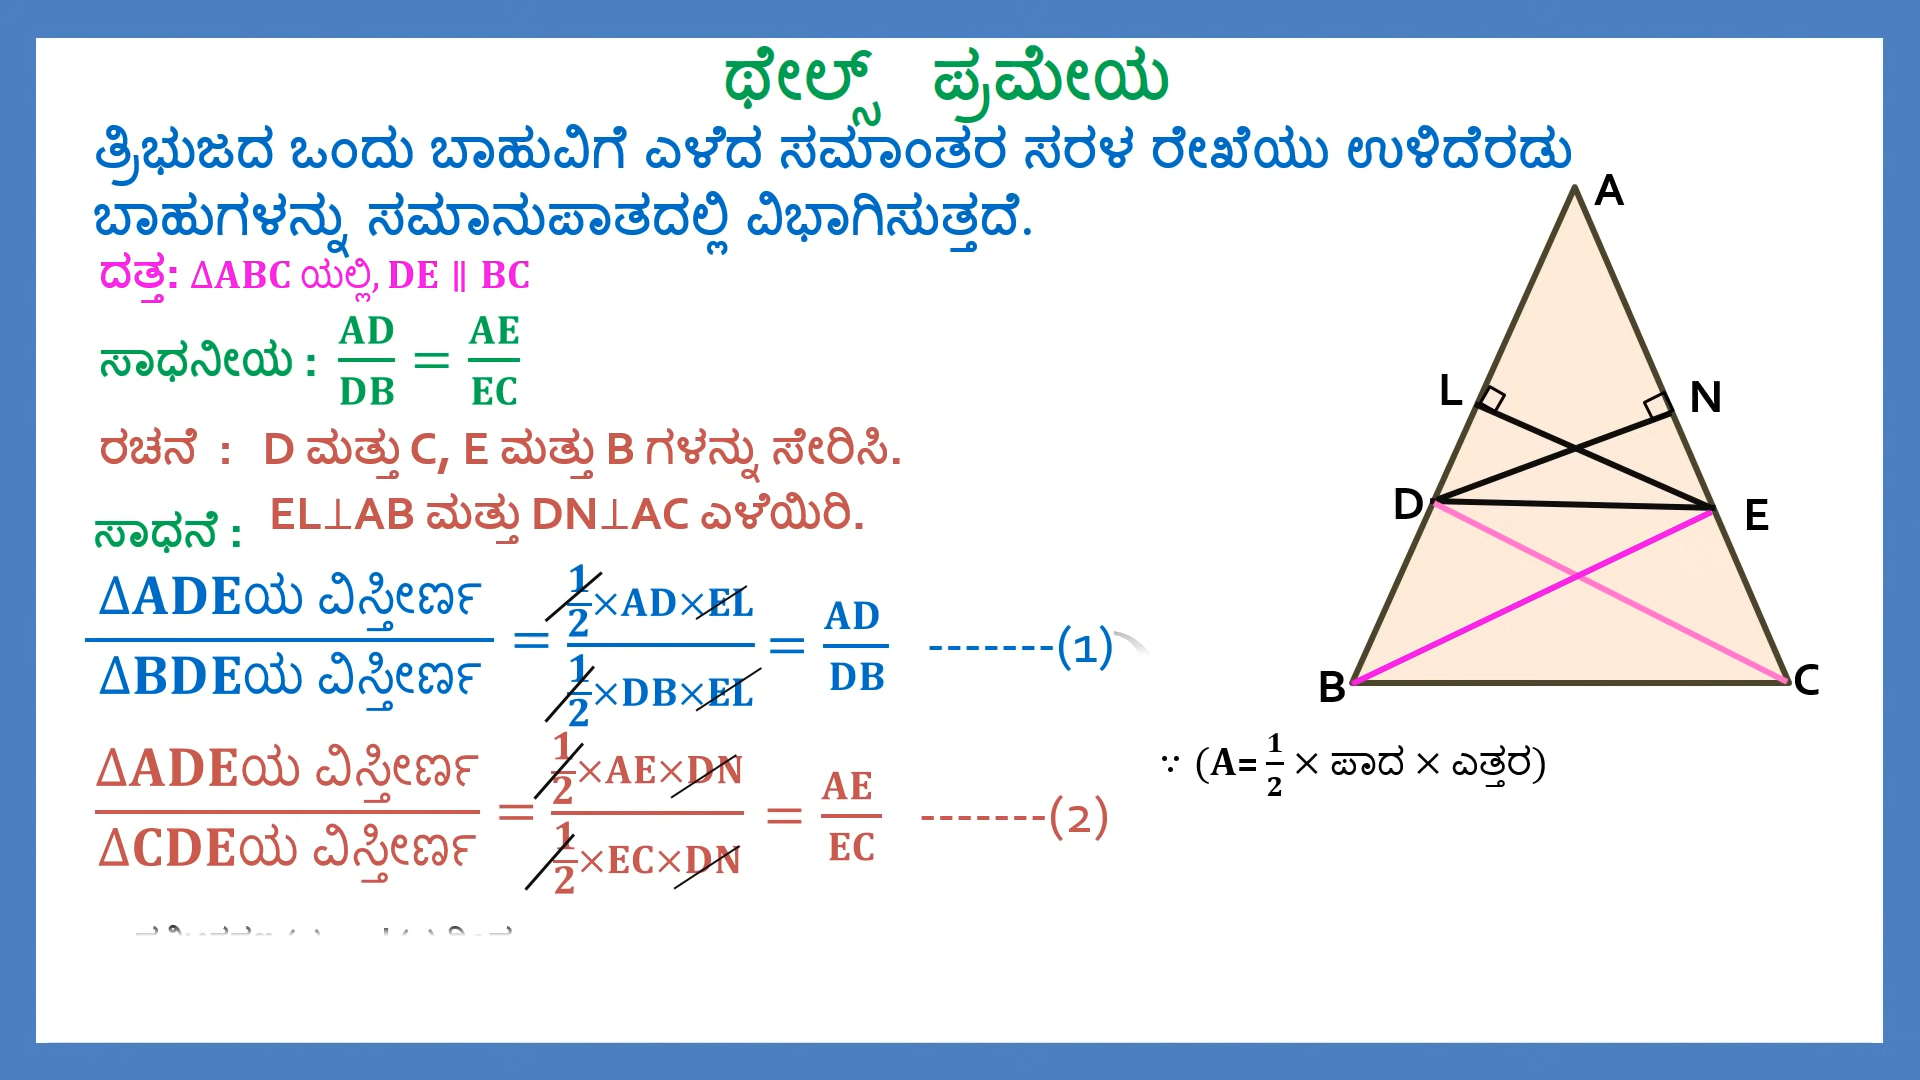 ಥೇಲ್ಸ್ ಪ್ರಮೇಯ
ತ್ರಿಭುಜದ ಒಂದು ಬಾಹುವಿಗೆ ಎಳೆದ ಸಮಾಂತರ ಸರಳ ರೇಖೆಯು ಉಳಿದೆರಡು
ಬಾಹುಗಳನ್ನು ಸಮಾನುಪಾತದಲ್ಲಿ ವಿಭಾಗಿಸುತ್ತದೆ.
ದತ್ತ: ΔABC ಯಲ್ಲಿ, DE ∥ BC
ಸಾಧನೀಯ : AD/DB = AE/EC
ರಚನೆ : D ಮತ್ತು C, E ಮತ್ತು B ಗಳನ್ನು ಸೇರಿಸಿ.
EL⊥AB ಮತ್ತು DN⊥AC ಎಳೆಯಿರಿ.
ಸಾಧನೆ :
ΔADEಯ ವಿಸ್ತೀರ್ಣ / ΔBDEಯ ವಿಸ್ತೀರ್ಣ = 1/2×AD×EL / 1/2×DB×EL = AD/DB -------(1)
ΔADEಯ ವಿಸ್ತೀರ್ಣ / ΔCDEಯ ವಿಸ್ತೀರ್ಣ = 1/2×AE×DN / 1/2×EC×DN = AE/EC -------(2)
∵ (A= 1/2 × ಪಾದ × ಎತ್ತರ)
A
L
N
D
E
B
C